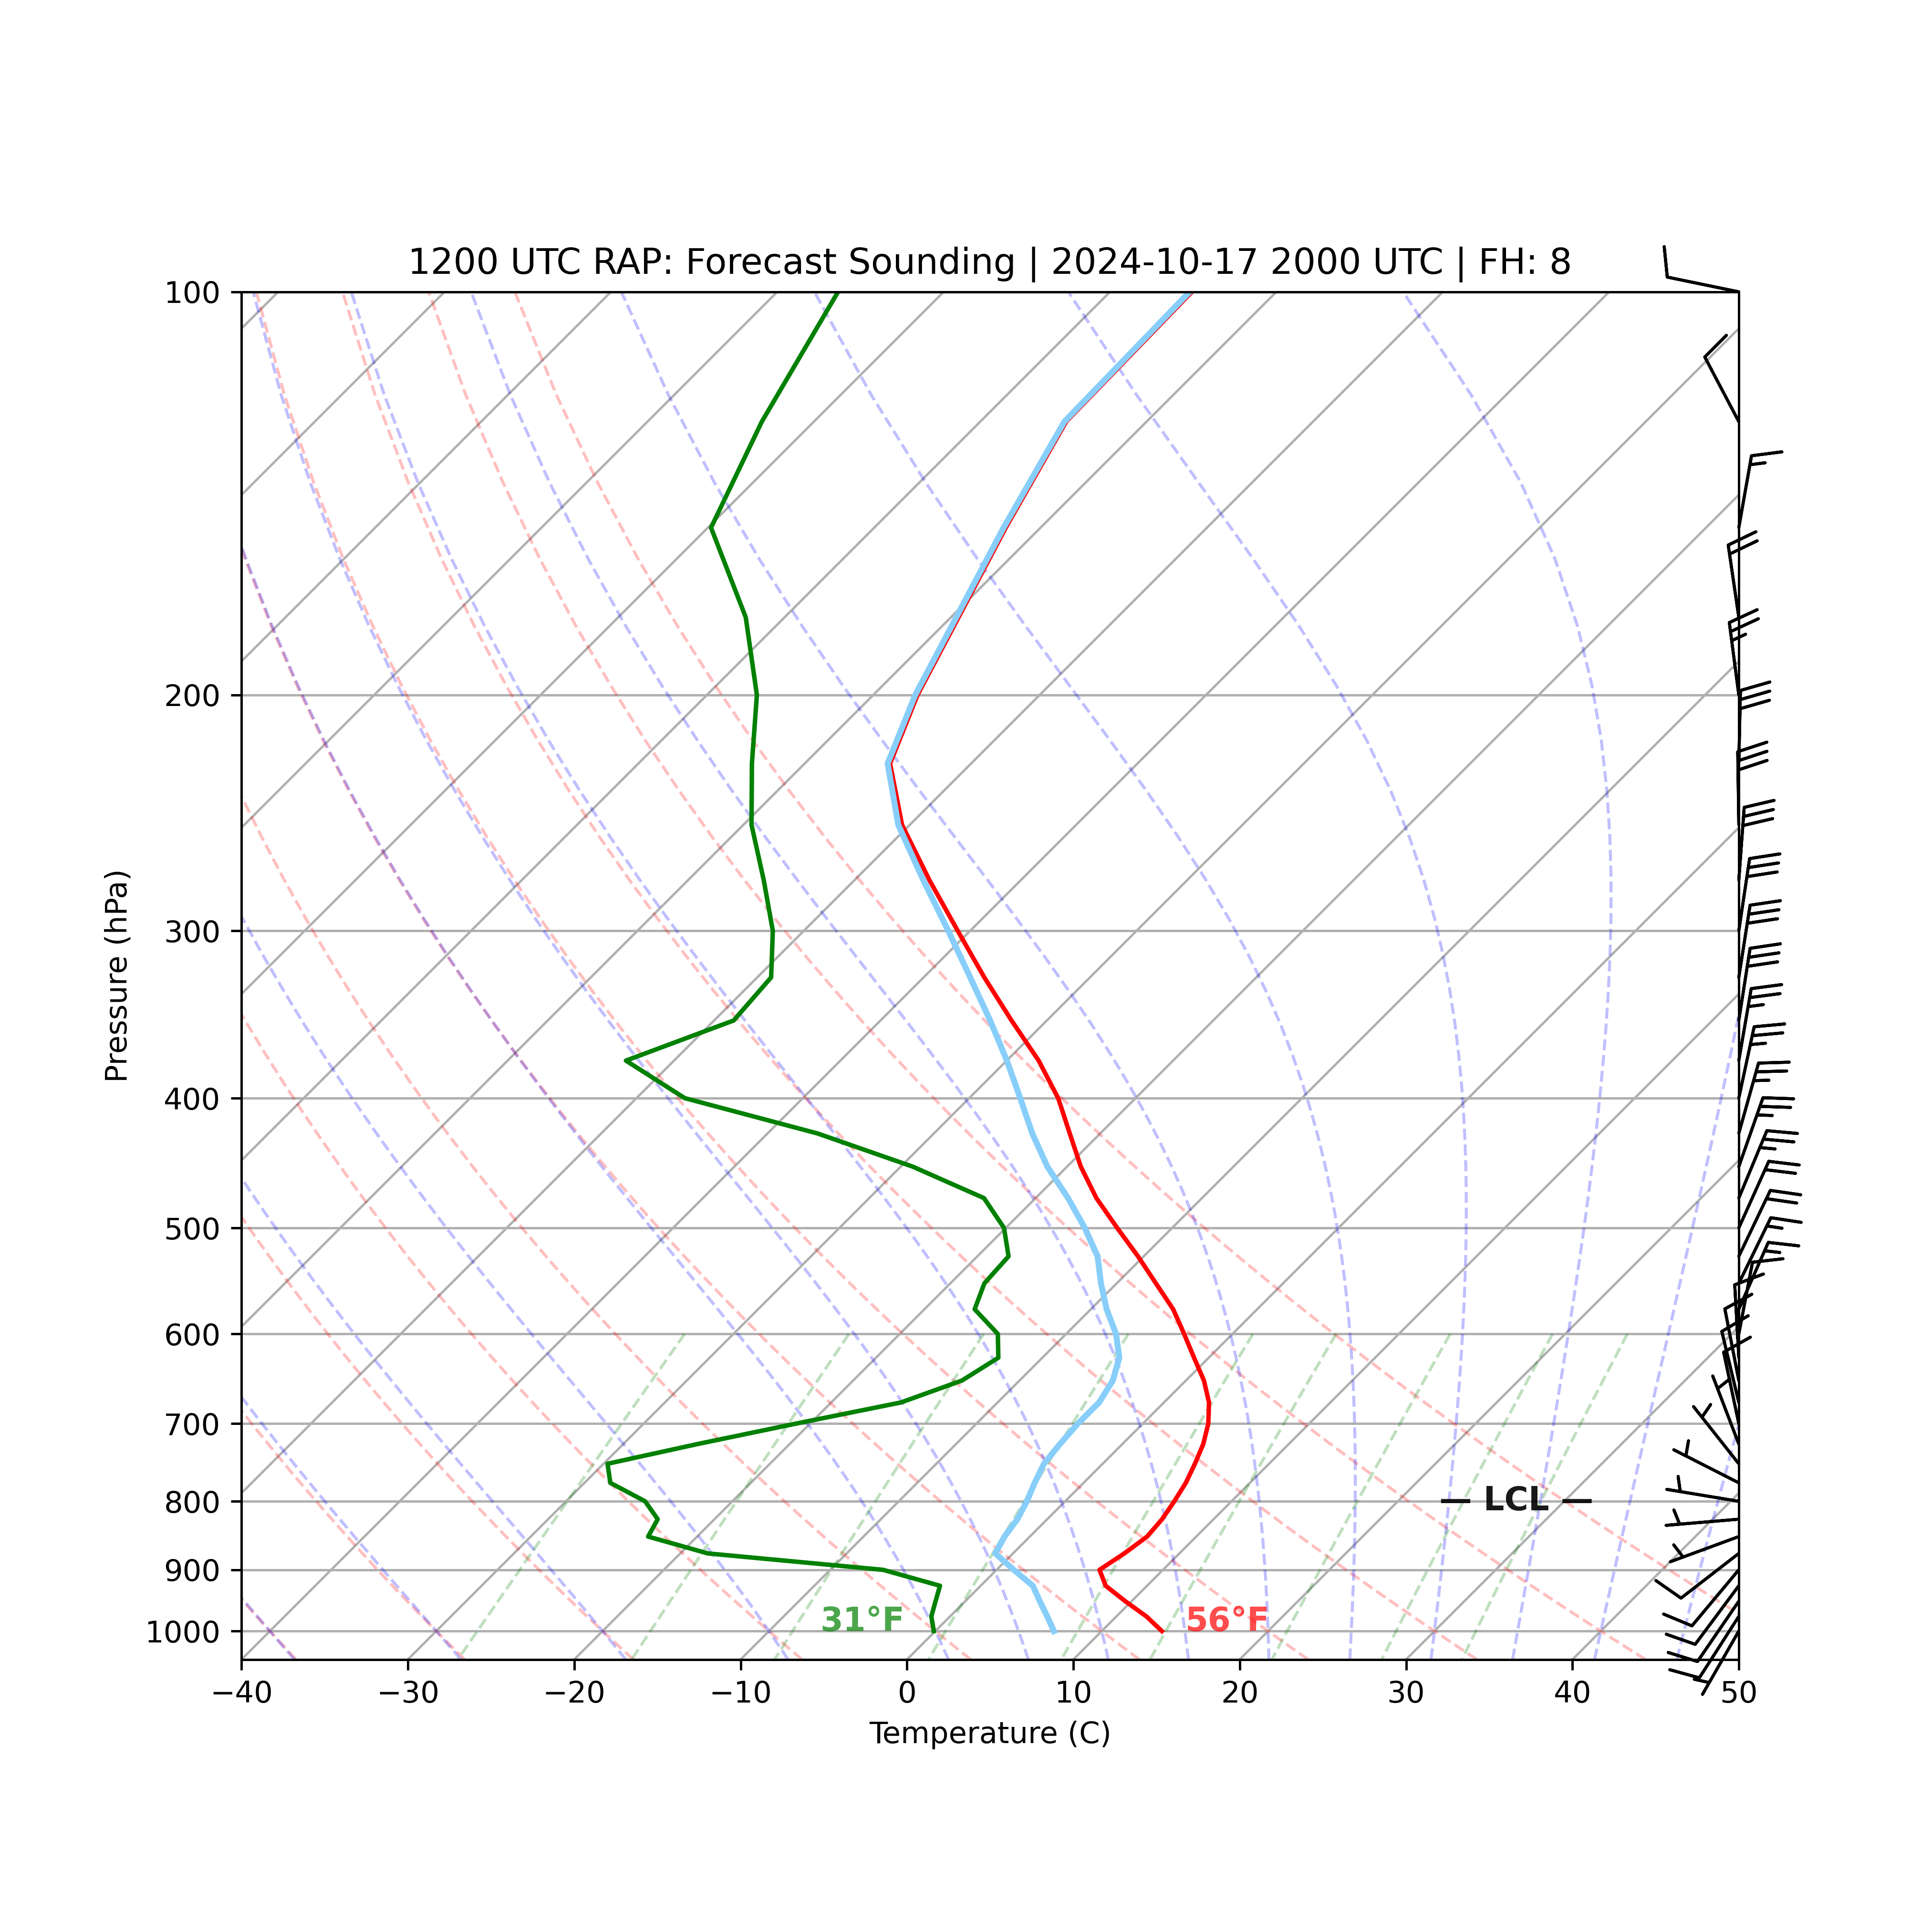 1200 UTC RAP: Forecast Sounding | 2024-10-17 2000 UTC | FH: 8
100
200
300
400
500
600
700
800
900
1000
Pressure (hPa)
— LCL —
31°F
56°F
−40 −30 −20 −10 0 10 20 30 40 50
Temperature (C)